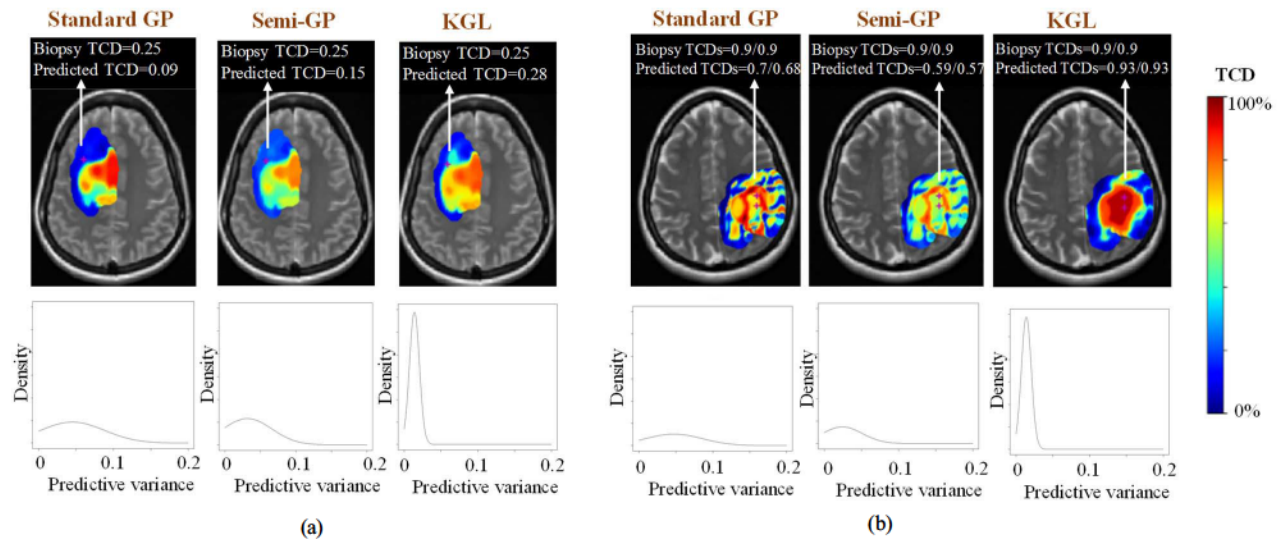 Standard GP
Biopsy TCD=0.25
Predicted TCD=0.09
Semi-GP
Biopsy TCD=0.25
Predicted TCD=0.15
KGL
Biopsy TCD=0.25
Predicted TCD=0.28
Density
0 0.1 0.2
Predictive variance
Density
0 0.1 0.2
Predictive variance
Density
0 0.1 0.2
Predictive variance
(a)
Standard GP
Biopsy TCDs=0.9/0.9
Predicted TCDs=0.7/0.68
Semi-GP
Biopsy TCDs=0.9/0.9
Predicted TCDs=0.59/0.57
KGL
Biopsy TCDs=0.9/0.9
Predicted TCDs=0.93/0.93
Density
0 0.1 0.2
Predictive variance
Density
0 0.1 0.2
Predictive variance
Density
0 0.1 0.2
Predictive variance
(b)
TCD
100%
0%